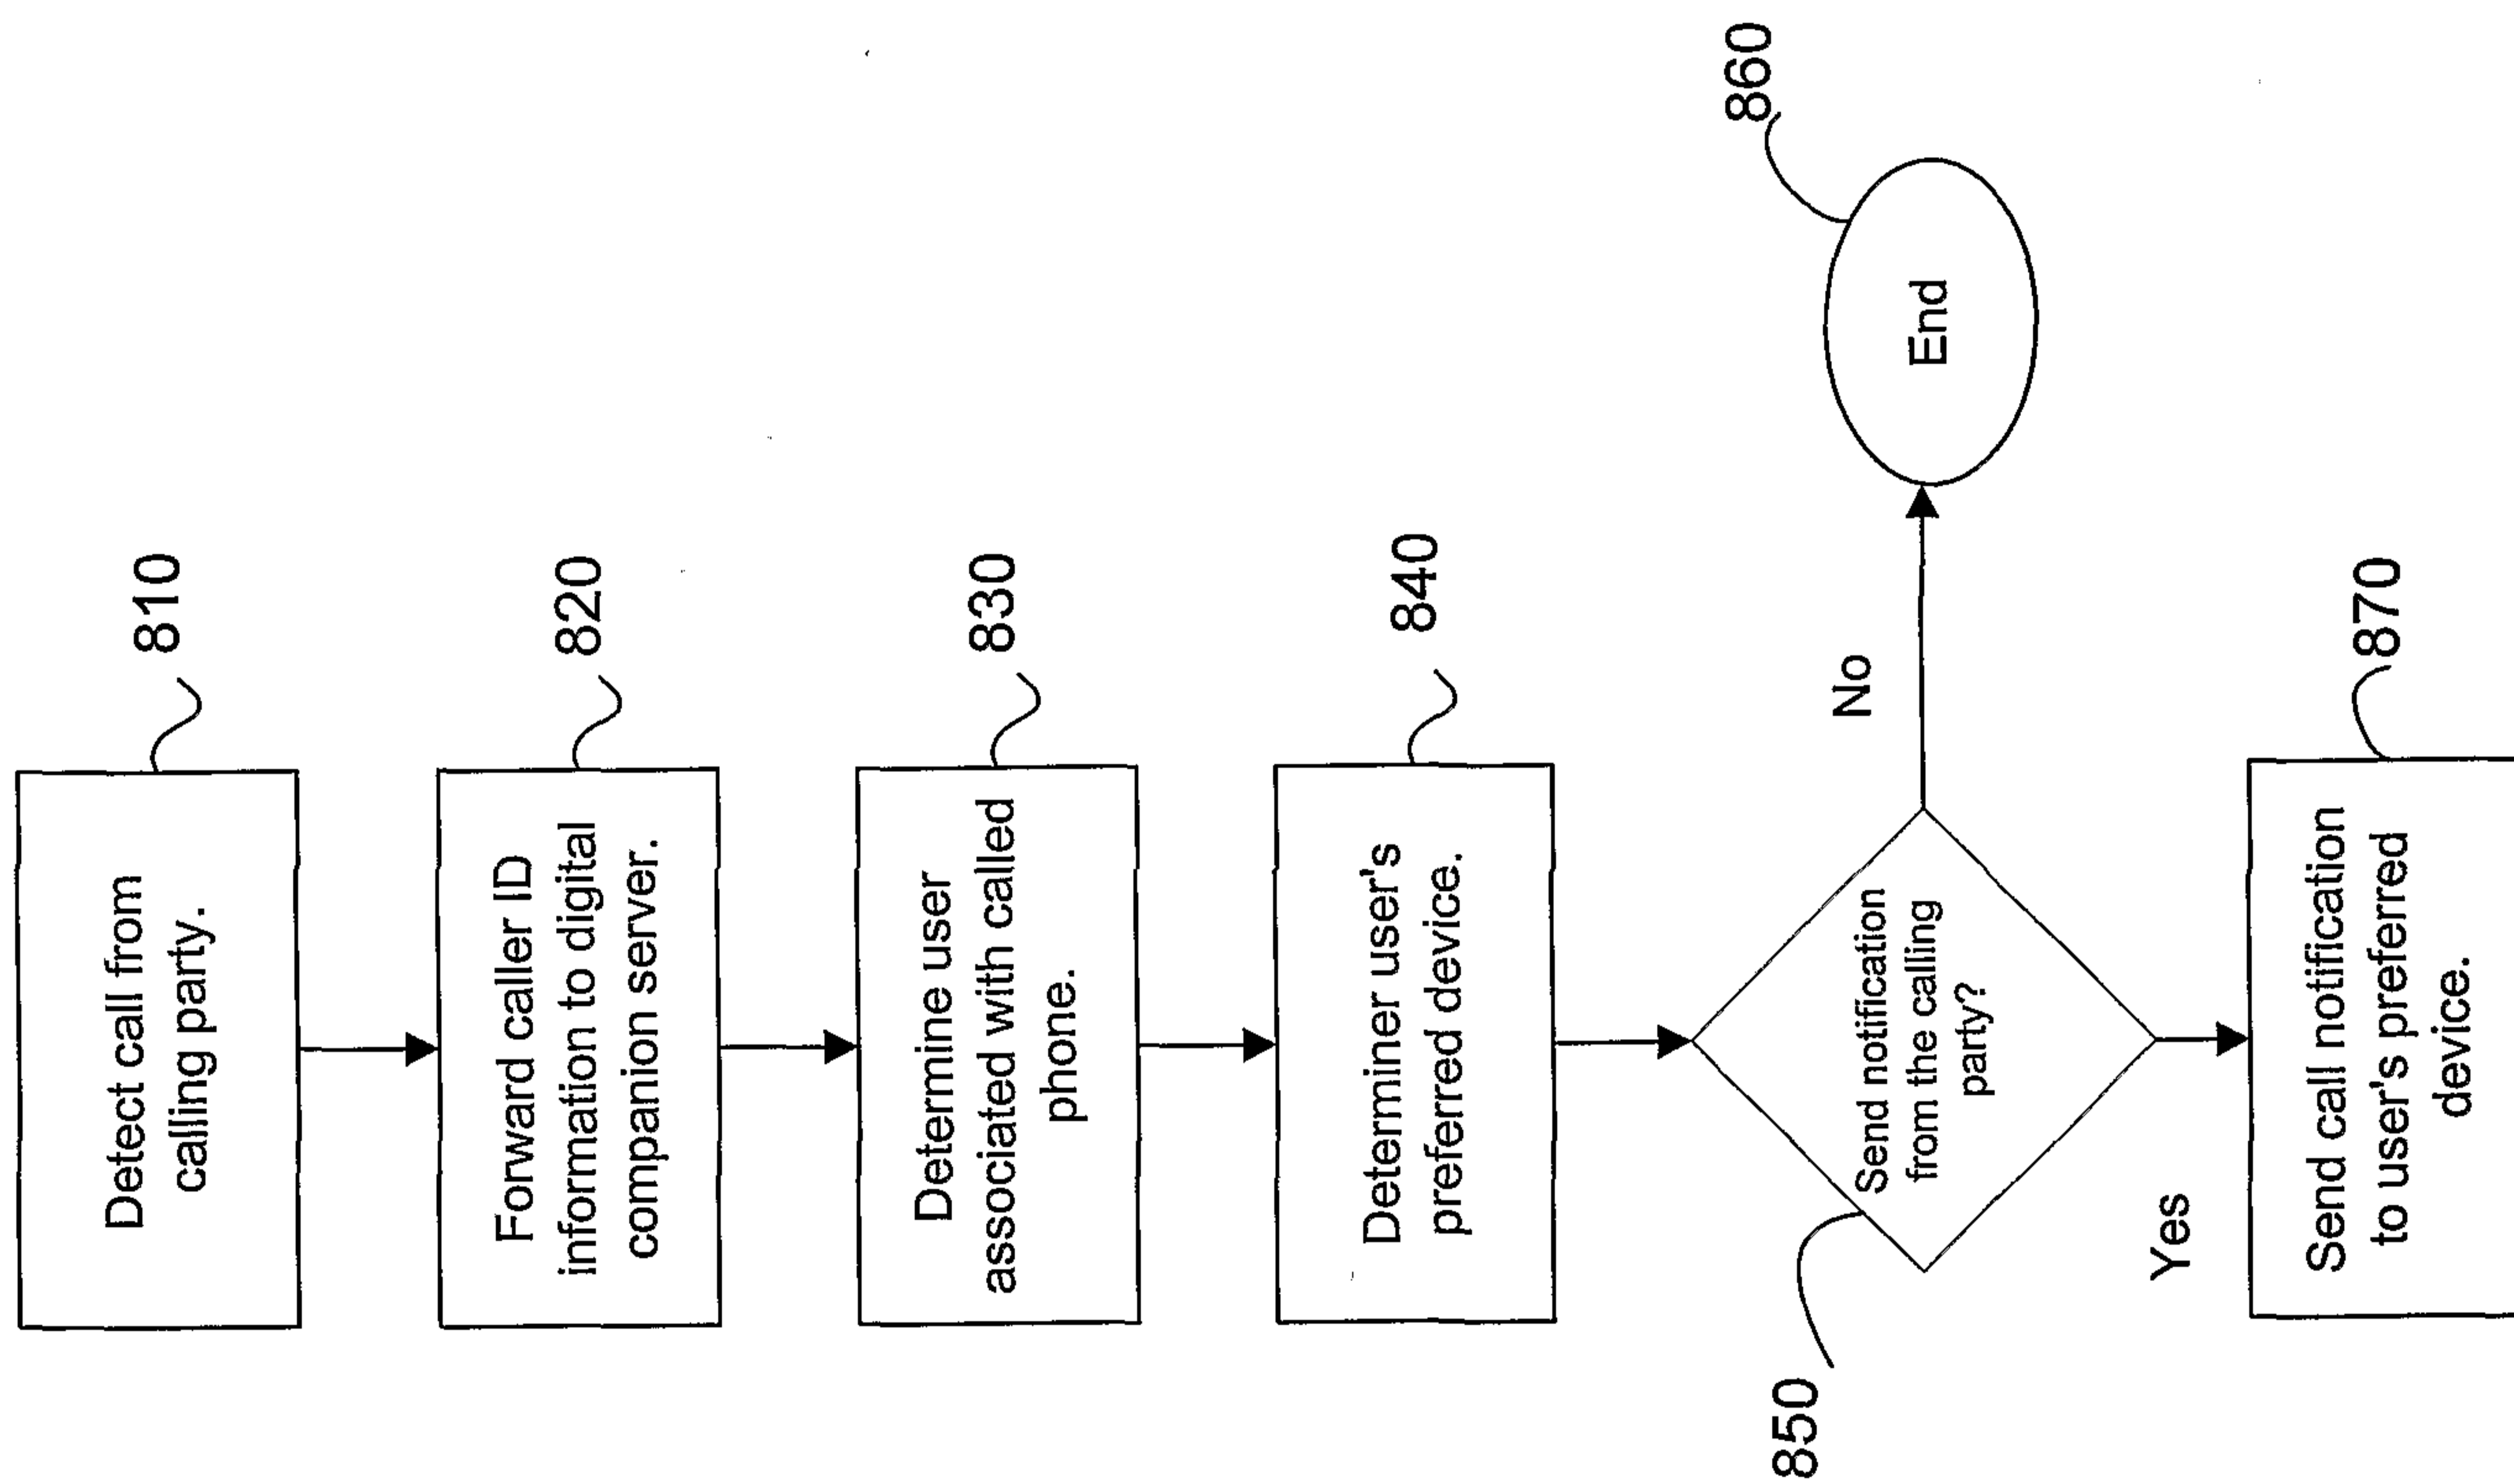 Detect call from
calling party.
810
Forward caller ID
information to digital
companion server.
820
Determine user
associated with called
phone.
830
Determiner user's
preferred device.
840
Send notification
from the calling
party?
850
No
End
860
Yes
Send call notification
to user's preferred
device.
870